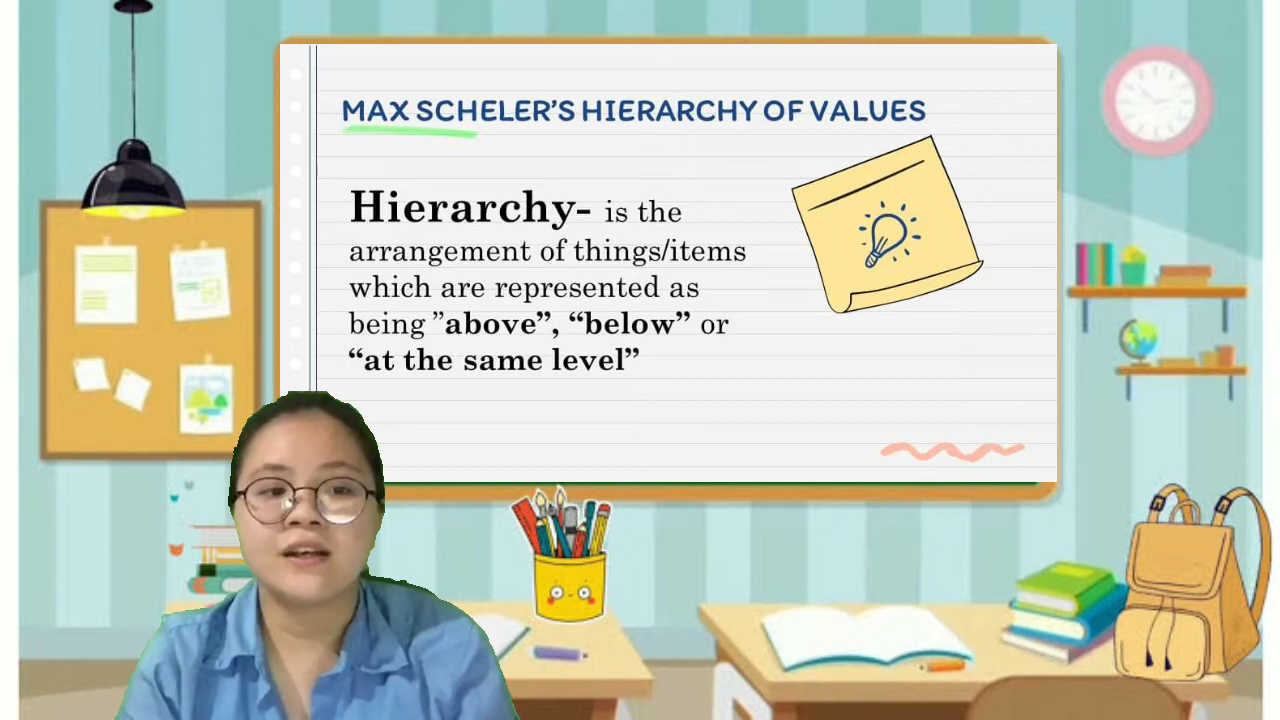 MAX SCHELER'S HIERARCHY OF VALUES
Hierarchy- is the
arrangement of things/items
which are represented as
being ”above”, “below” or
“at the same level”